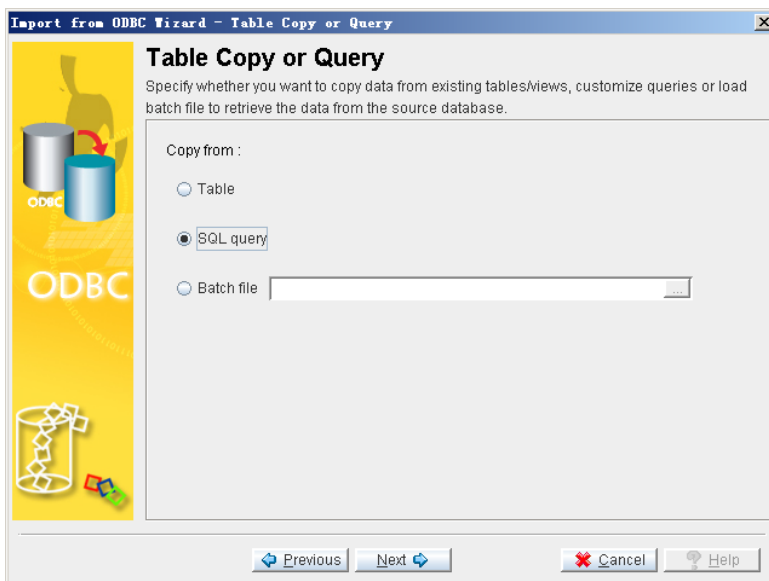 Import from ODBC Wizard - Table Copy or Query
Table Copy or Query
Specify whether you want to copy data from existing tables/views, customize queries or load
batch file to retrieve the data from the source database.
Copy from :
Table
ODBC
SQL query
ODBC
Batch file
...
Previous
Next
Cancel
Help